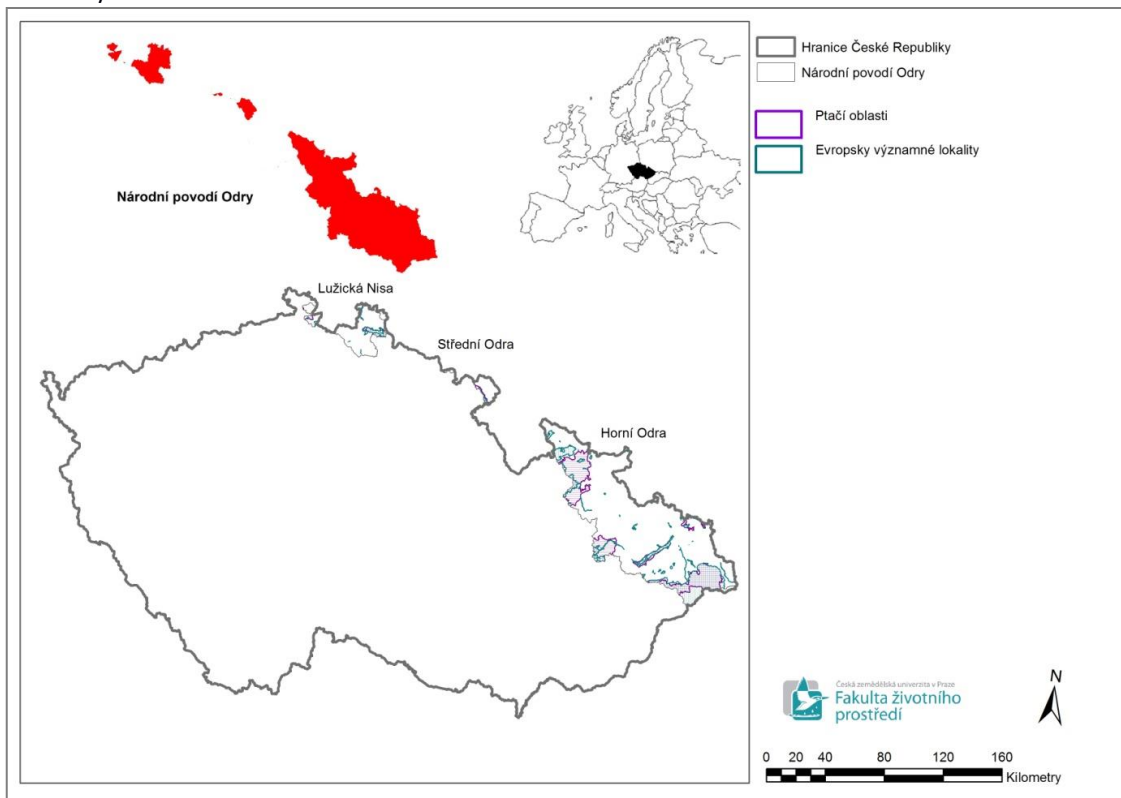 Hranice České Republiky
Národní povodí Odry
Ptačí oblasti
Evropsky významné lokality
Národní povodí Odry
Lužická Nisa
Střední Odra
Horní Odra
Česká zemědělská univerzita v Praze
Fakulta životního
prostředí
N
0 20 40 80 120 160
Kilometry